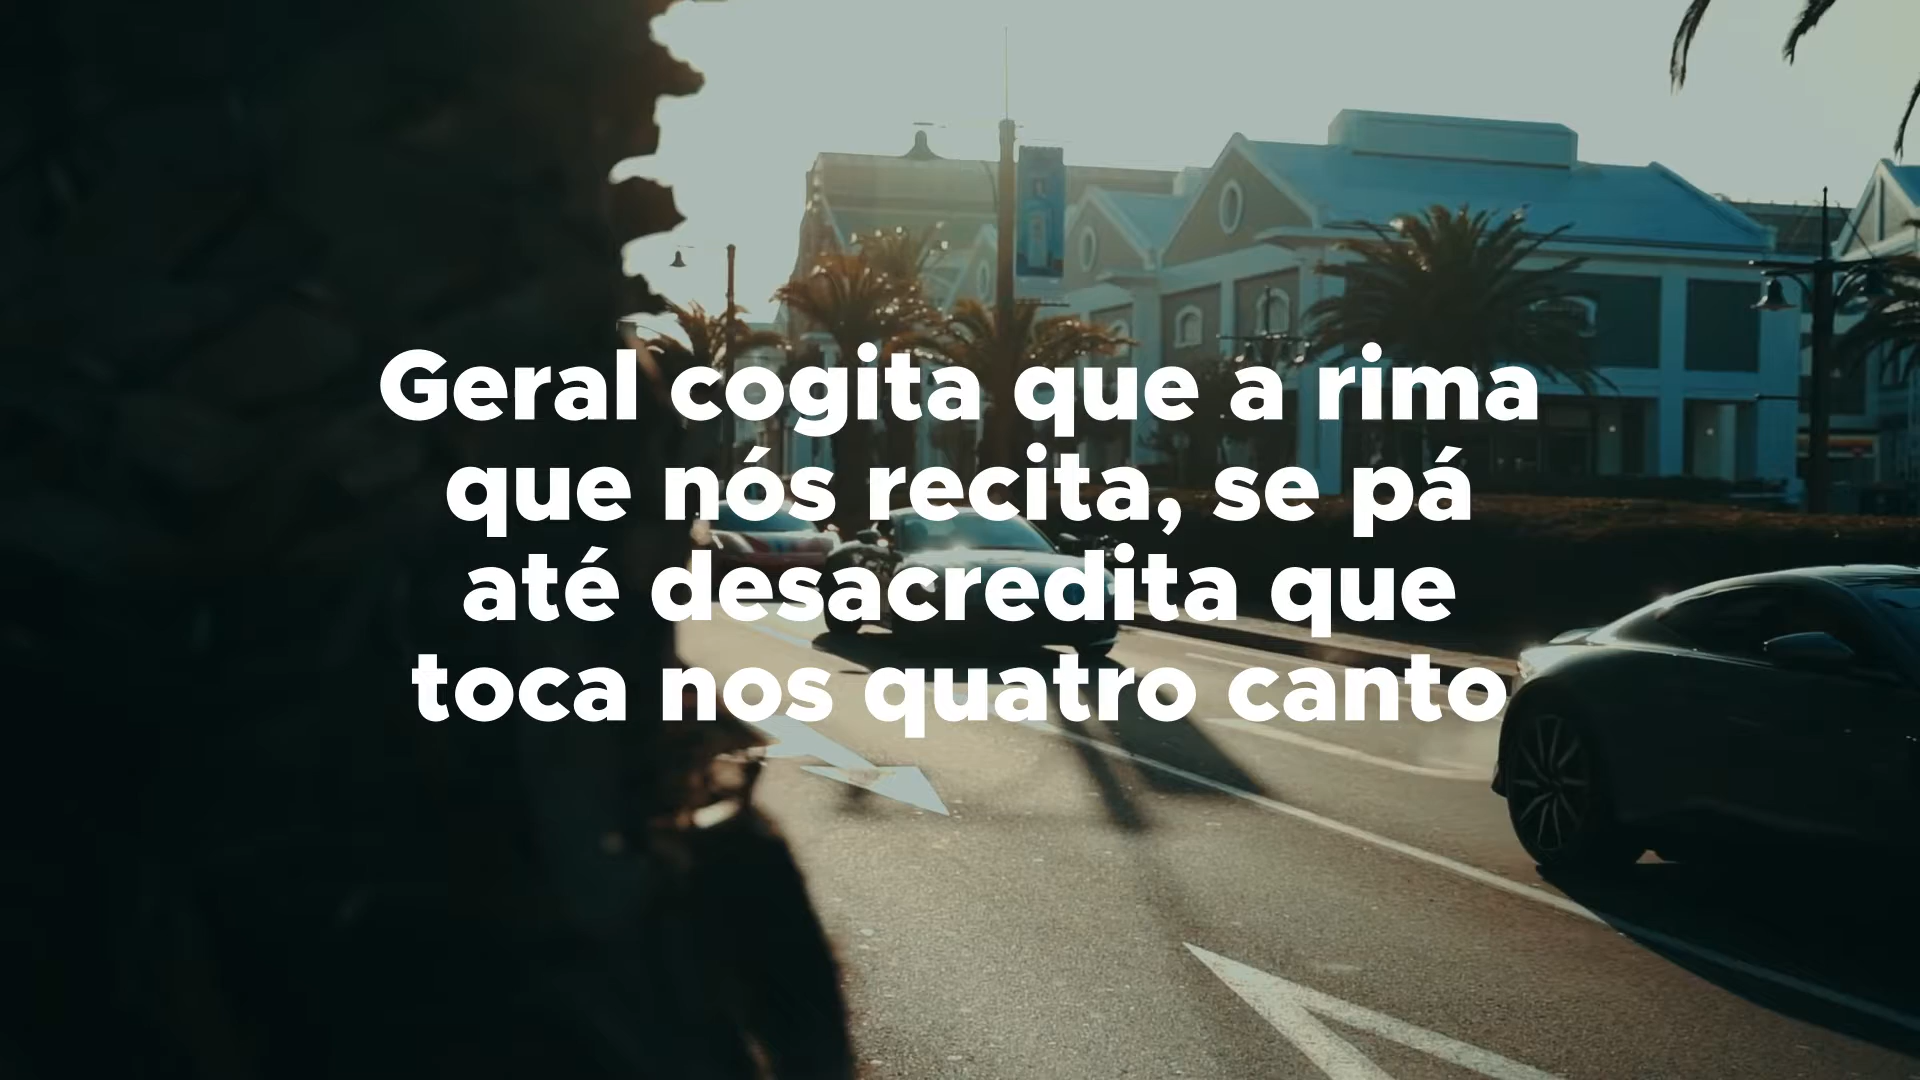 Geral cogita que a rima
que nós recita, se pá
até desacredita que
toca nos quatro canto